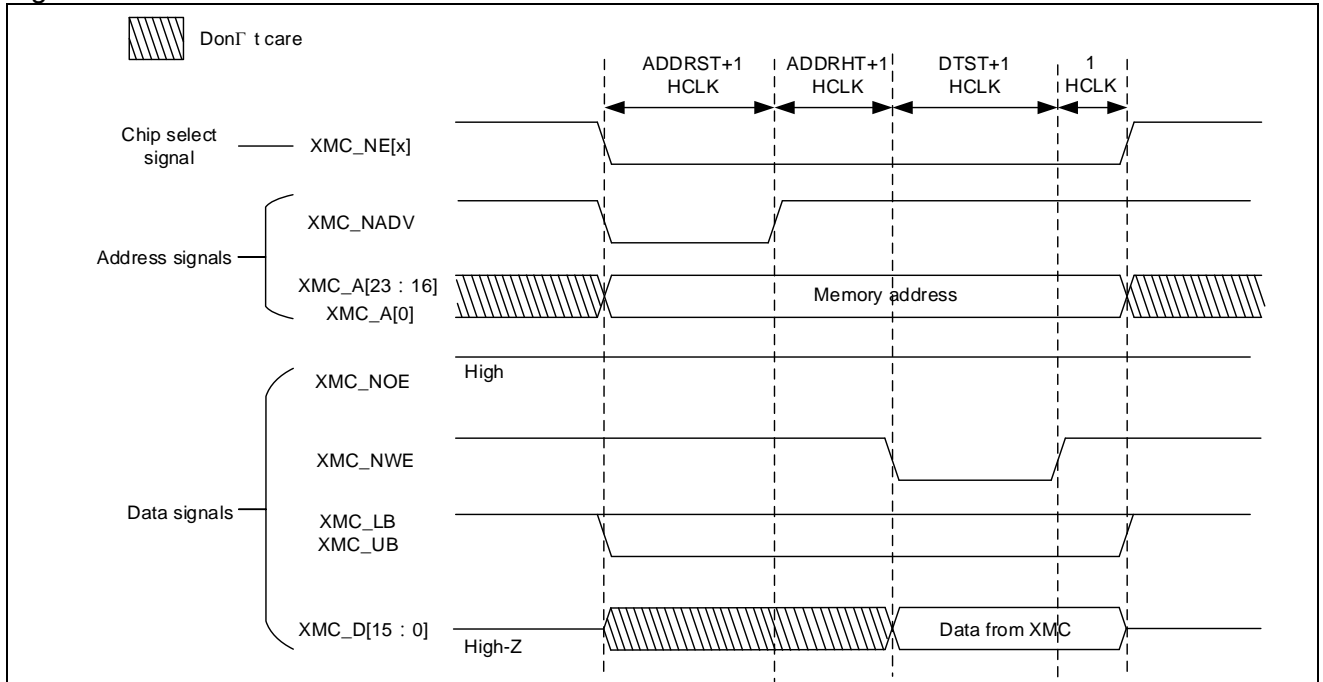 DonΓ t care
ADDRST+1 HCLK
ADDRHT+1 HCLK
DTST+1 HCLK
1 HCLK
Chip select signal
XMC_NE[x]
Address signals
XMC_NADV
XMC_A[23 : 16]
XMC_A[0]
Memory address
Data signals
XMC_NOE
High
XMC_NWE
XMC_LB
XMC_UB
XMC_D[15 : 0]
High-Z
Data from XMC